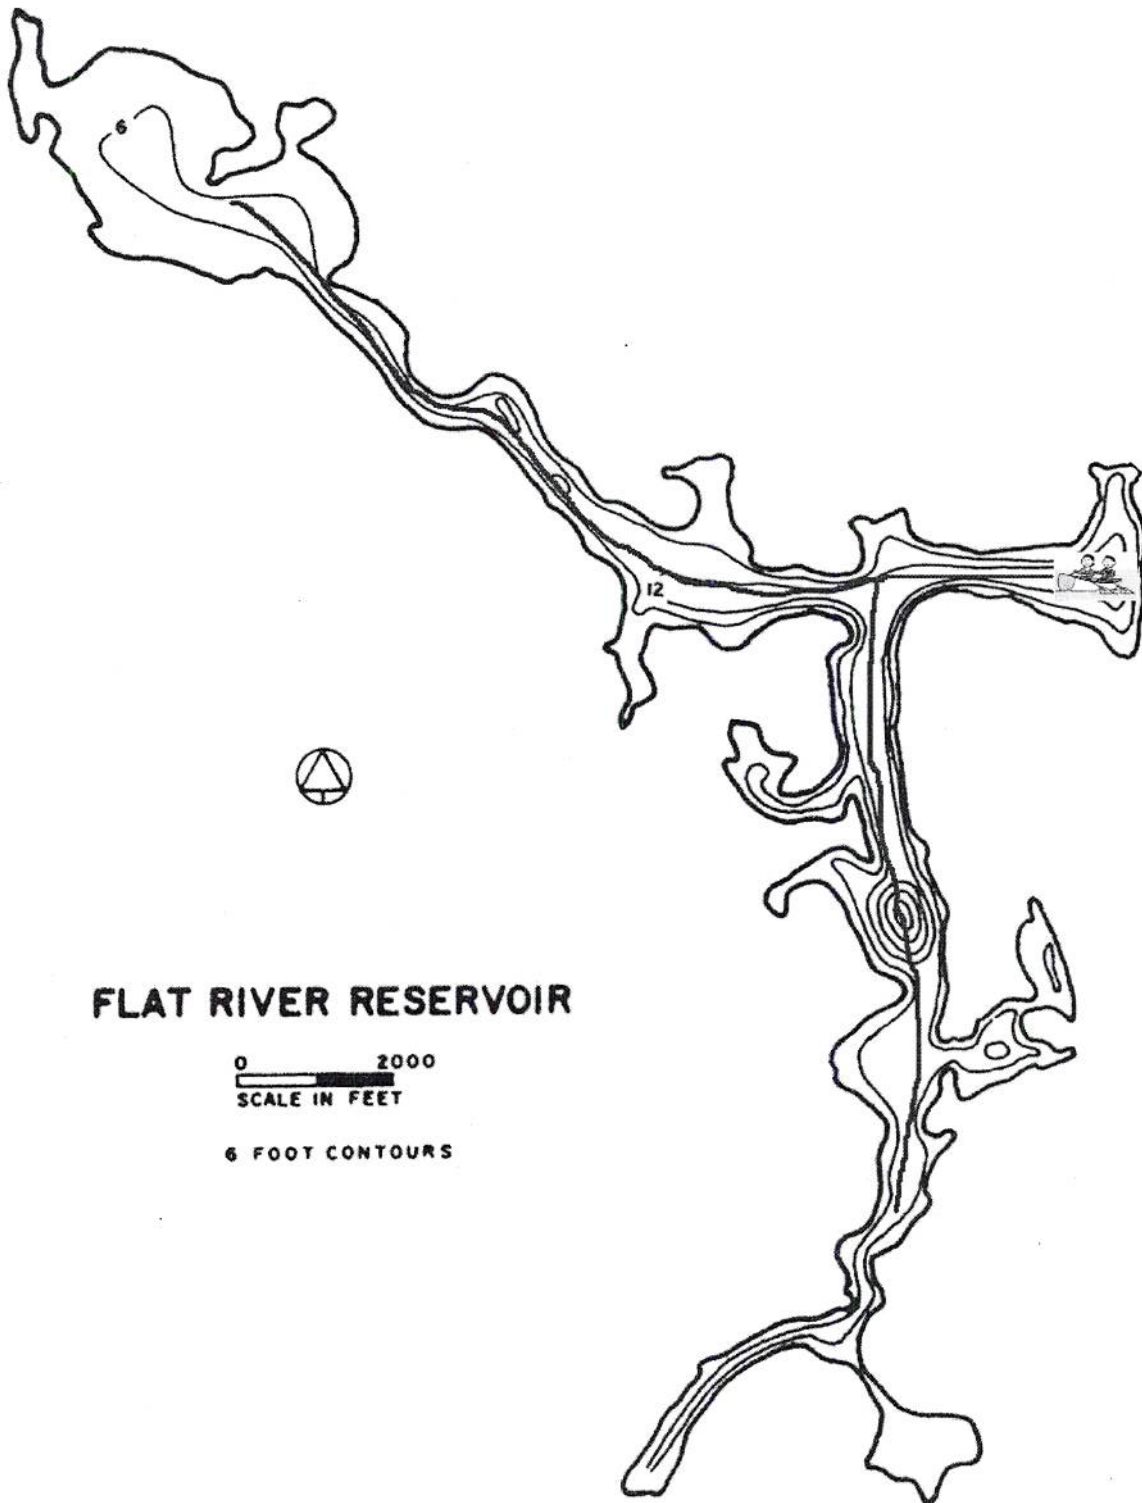 6
12
FLAT RIVER RESERVOIR
0 2000
SCALE IN FEET
6 FOOT CONTOURS